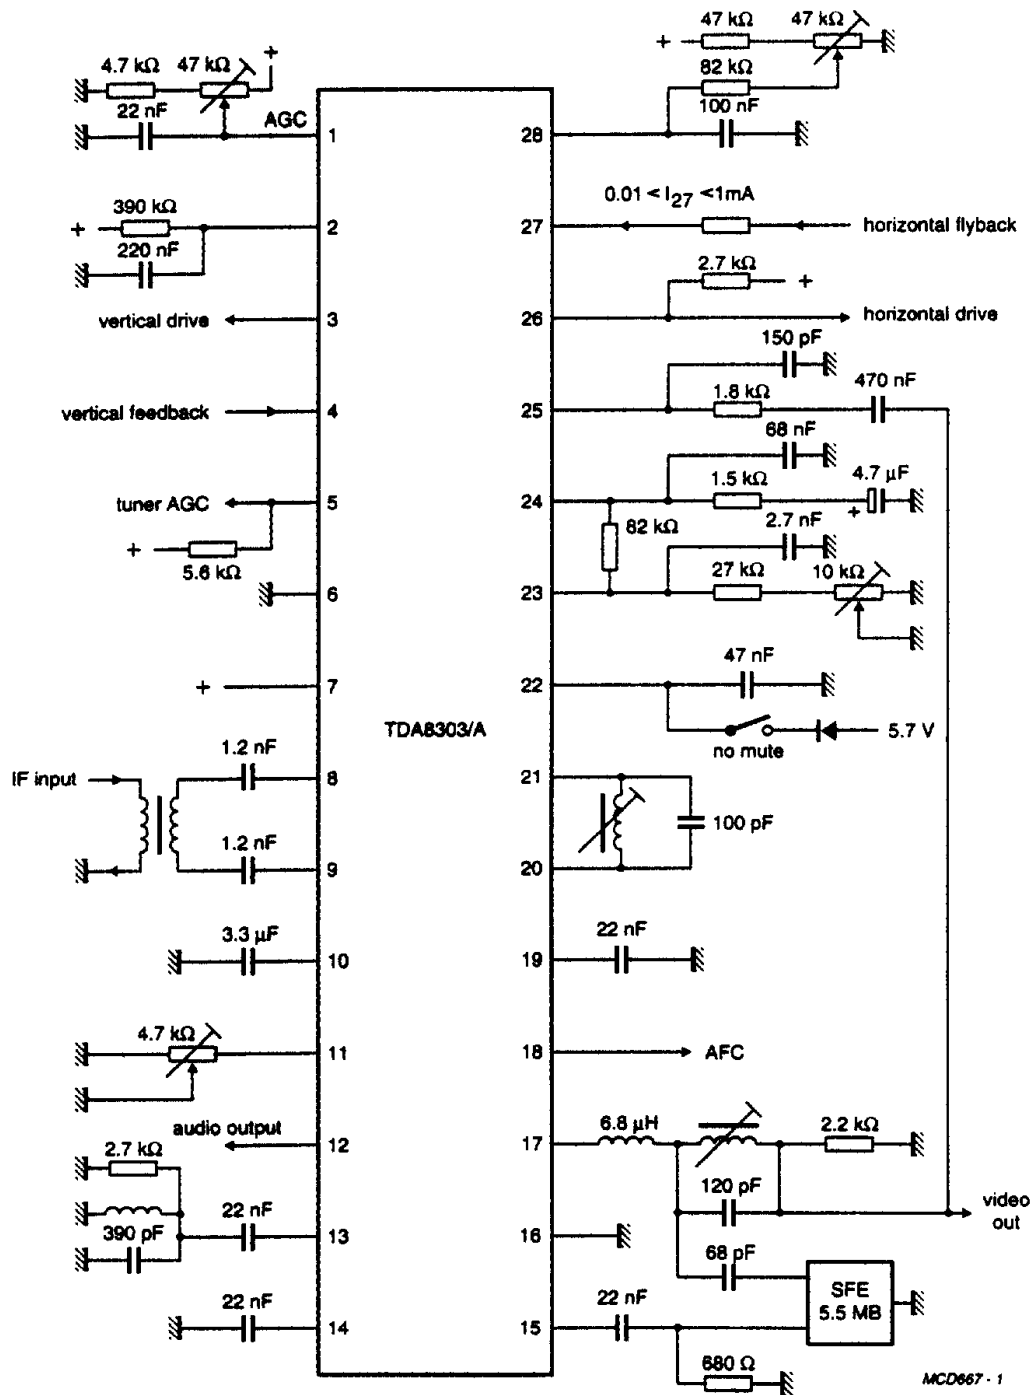 4.7 kΩ
47 kΩ
+
22 nF
AGC
1
390 kΩ
+
2
220 nF
vertical drive
3
vertical feedback
4
tuner AGC
5
+
5.6 kΩ
6
+
7
TDA8303/A
1.2 nF
IF input
8
1.2 nF
9
3.3 µF
10
4.7 kΩ
11
audio output
12
2.7 kΩ
22 nF
390 pF
13
22 nF
14
47 kΩ
47 kΩ
+
82 kΩ
100 nF
28
0.01 < I27 <1mA
27
horizontal flyback
2.7 kΩ
+
26
horizontal drive
150 pF
470 nF
1.8 kΩ
25
68 nF
4.7 µF
1.5 kΩ
24
+
82 kΩ
2.7 nF
27 kΩ
10 kΩ
23
47 nF
22
5.7 V
no mute
21
100 pF
20
22 nF
19
18
AFC
6.8 µH
2.2 kΩ
17
120 pF
video
out
16
68 pF
SFE
5.5 MB
22 nF
15
680 Ω
MCD667 - 1